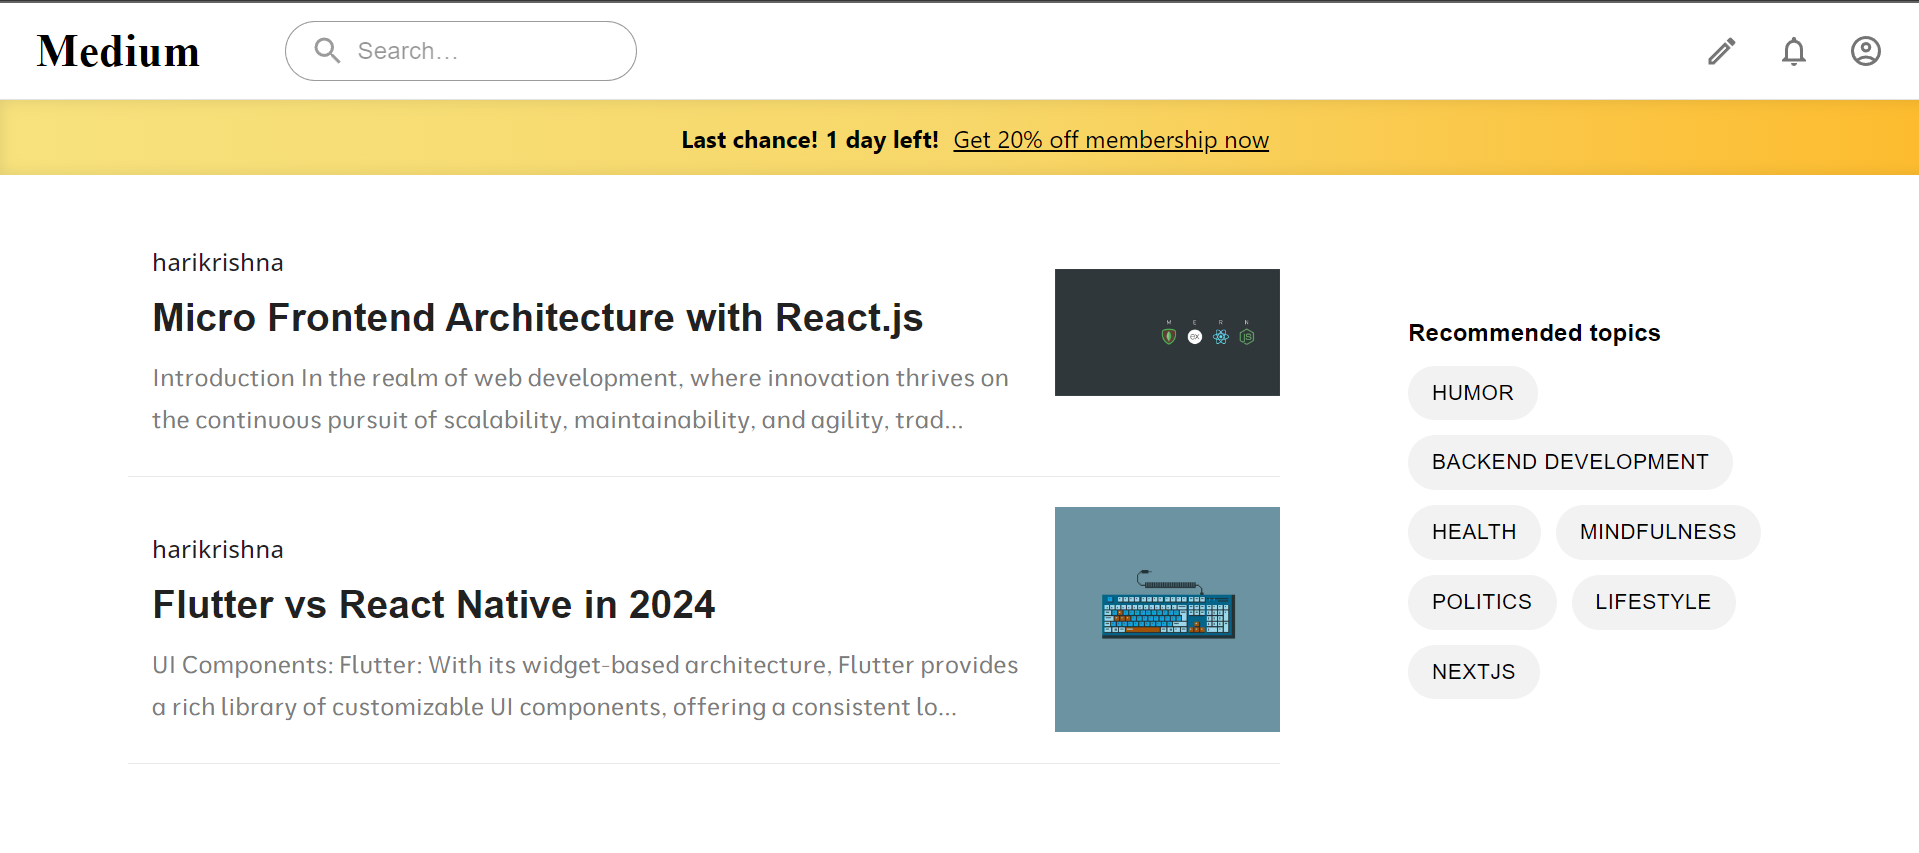 Medium
Search...
Last chance! 1 day left! Get 20% off membership now
harikrishna
Micro Frontend Architecture with React.js
Introduction In the realm of web development, where innovation thrives on
the continuous pursuit of scalability, maintainability, and agility, trad...
M E R N
ex
JS
harikrishna
Flutter vs React Native in 2024
UI Components: Flutter: With its widget-based architecture, Flutter provides
a rich library of customizable UI components, offering a consistent lo...
Recommended topics
HUMOR
BACKEND DEVELOPMENT
HEALTH MINDFULNESS
POLITICS LIFESTYLE
NEXTJS